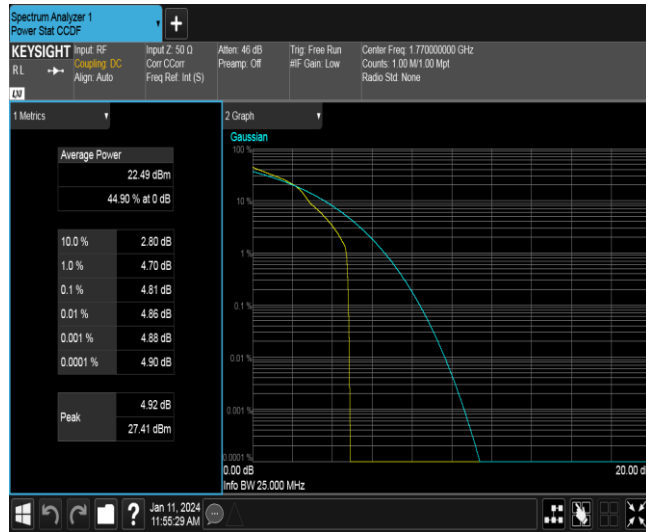 Spectrum Analyzer 1
Power Stat CCDF
KEYSIGHT
RL
LXI
Input: RF
Coupling: DC
Align: Auto
Input Z: 50 Ω
Corr CCorr
Freq Ref: Int (S)
Atten: 46 dB
Preamp: Off
Trig: Free Run
#IF Gain: Low
Center Freq: 1.770000000 GHz
Counts: 1.00 M/1.00 Mpt
Radio Std: None
1 Metrics
Average Power
22.49 dBm
44.90 % at 0 dB
10.0 % 2.80 dB
1.0 % 4.70 dB
0.1 % 4.81 dB
0.01 % 4.86 dB
0.001 % 4.88 dB
0.0001 % 4.90 dB
Peak
4.92 dB
27.41 dBm
2 Graph
Gaussian
100 %
10 %
1 %
0.1 %
0.01 %
0.001 %
0.0001 %
0.00 dB
20.00 d
Info BW 25.000 MHz
?
Jan 11, 2024
11:55:29 AM